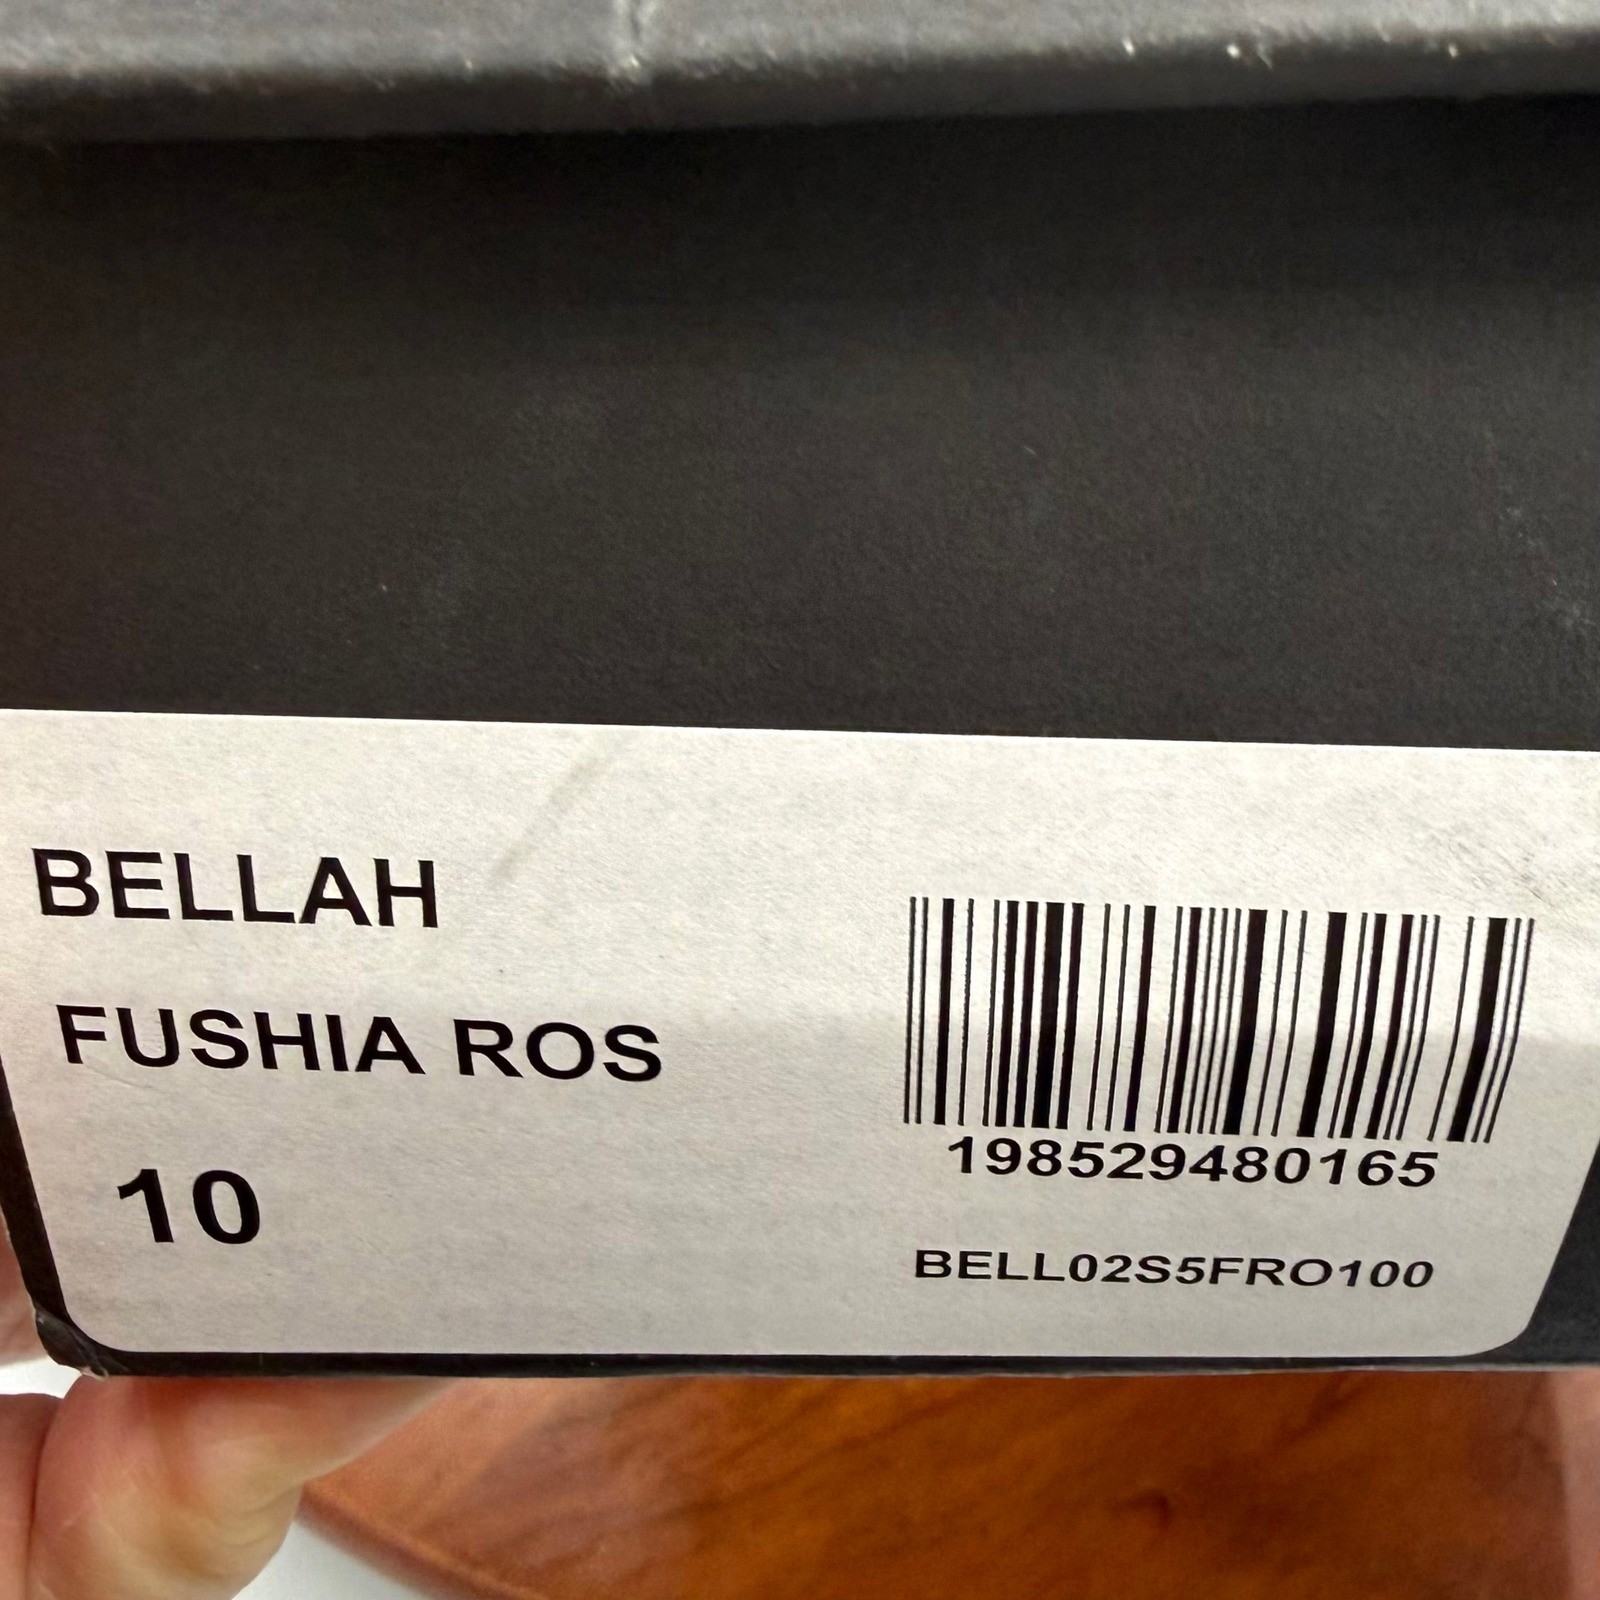 BELLAH
FUSHIA ROS
10
198529480165
BELL02S5FRO100